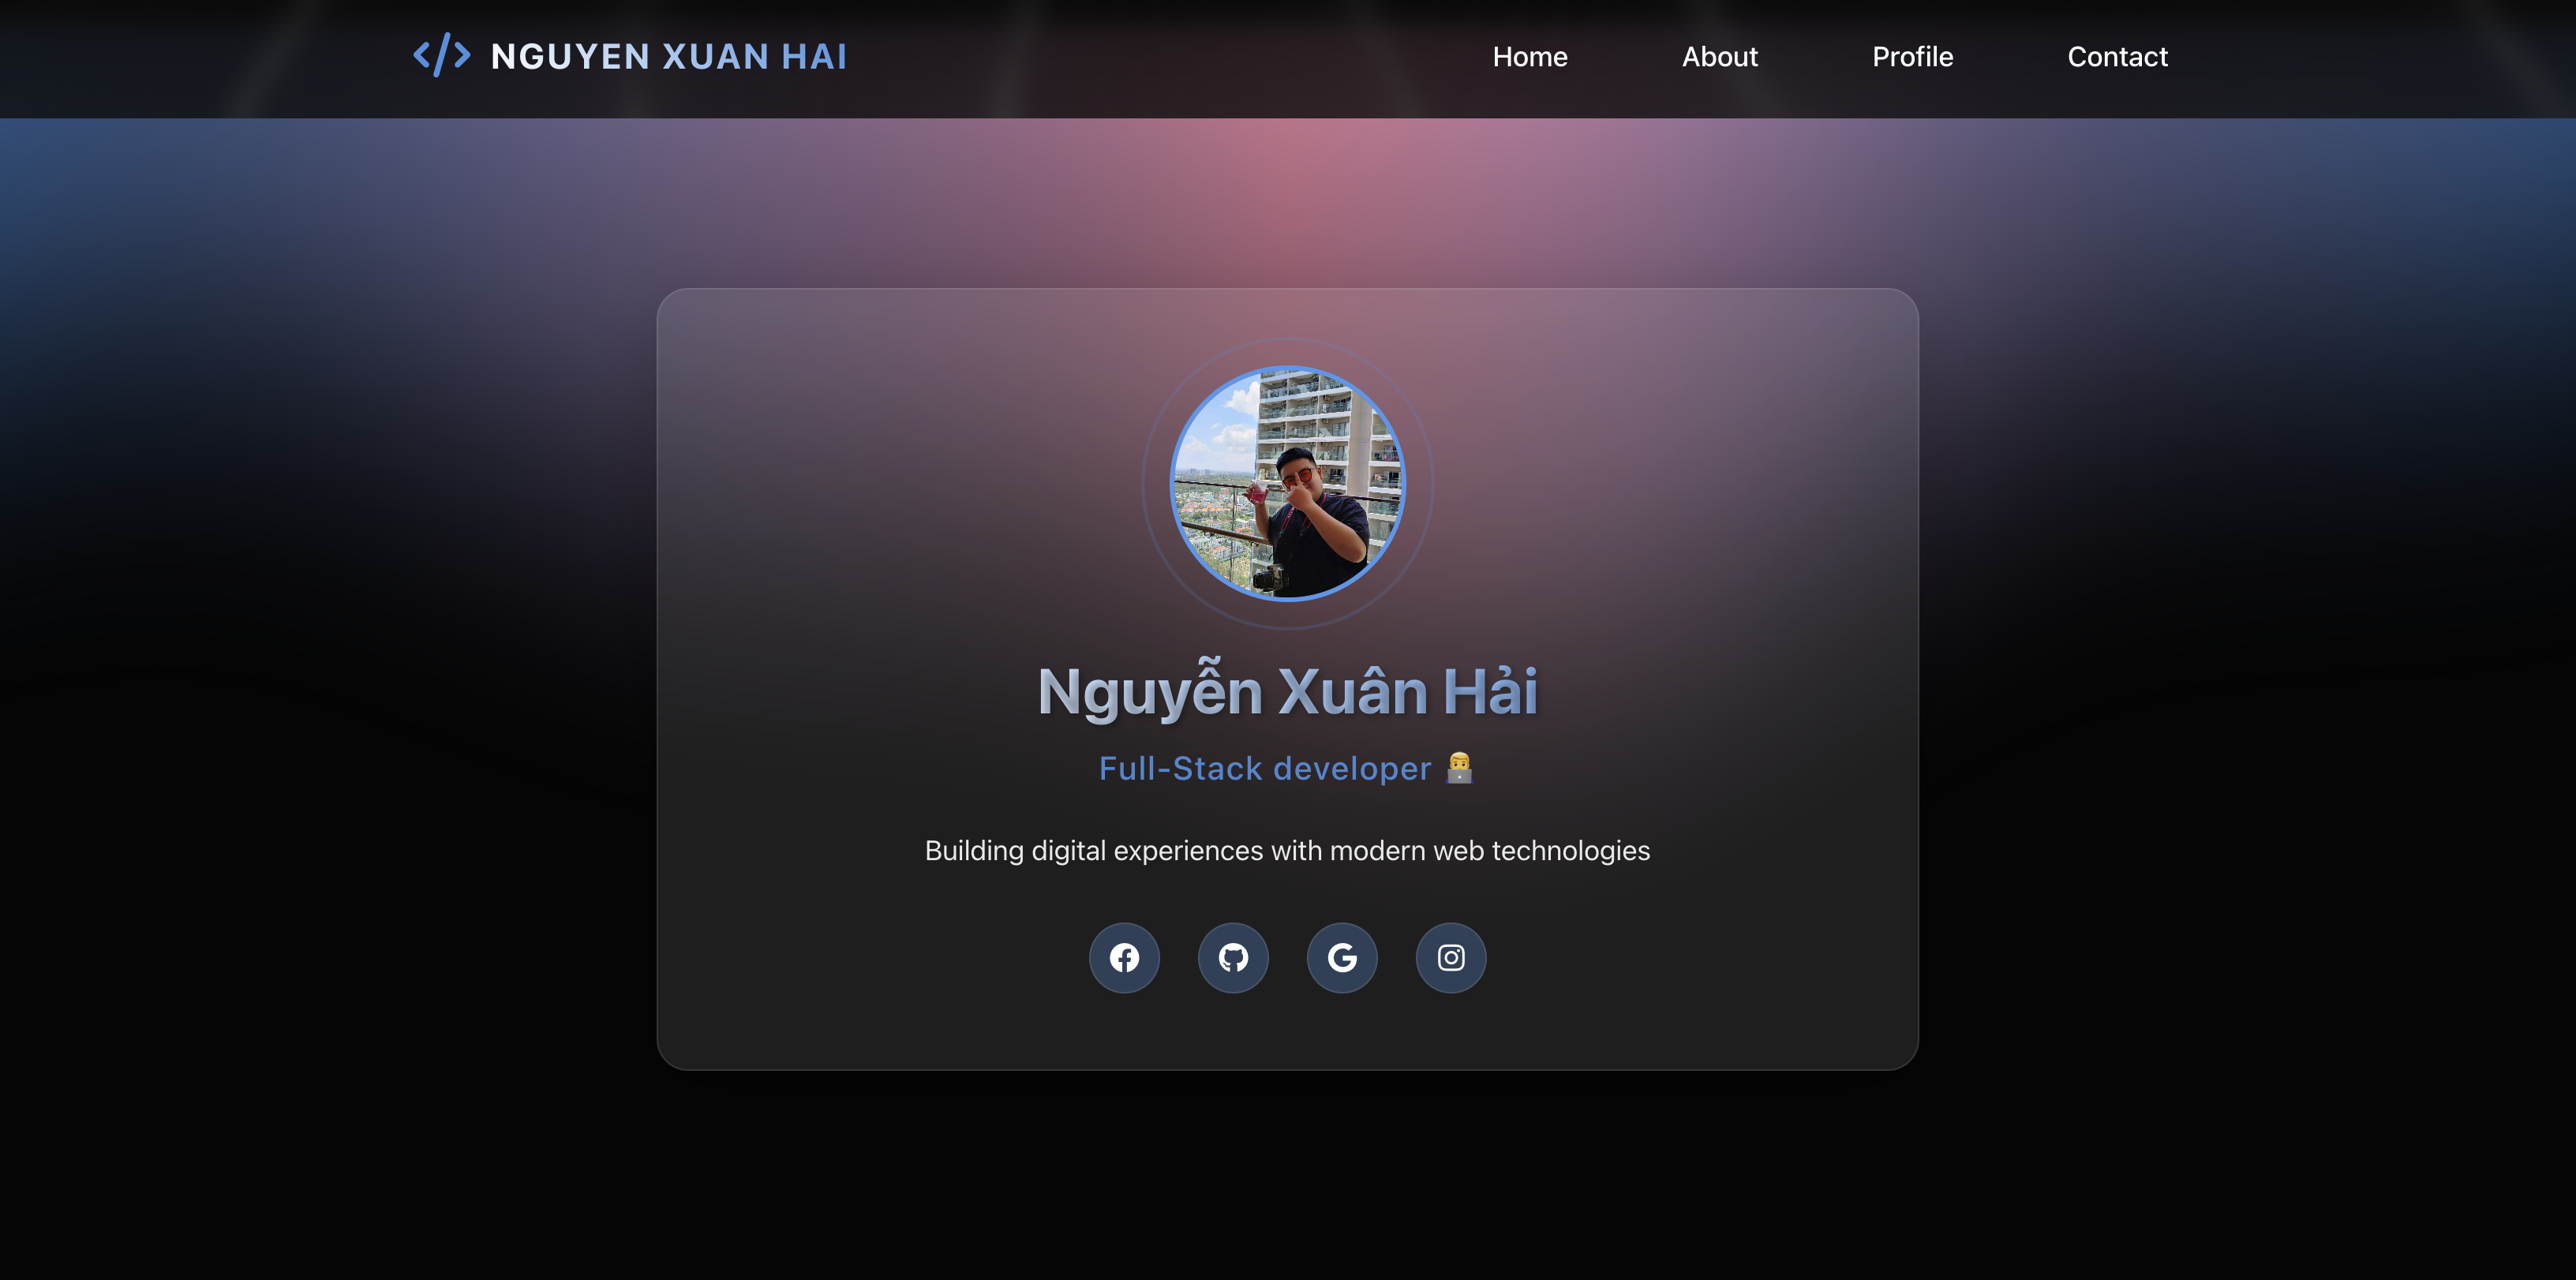 NGUYEN XUAN HAI
Home About Profile Contact
Nguyễn Xuân Hải
Full-Stack developer 👨‍💻
Building digital experiences with modern web technologies